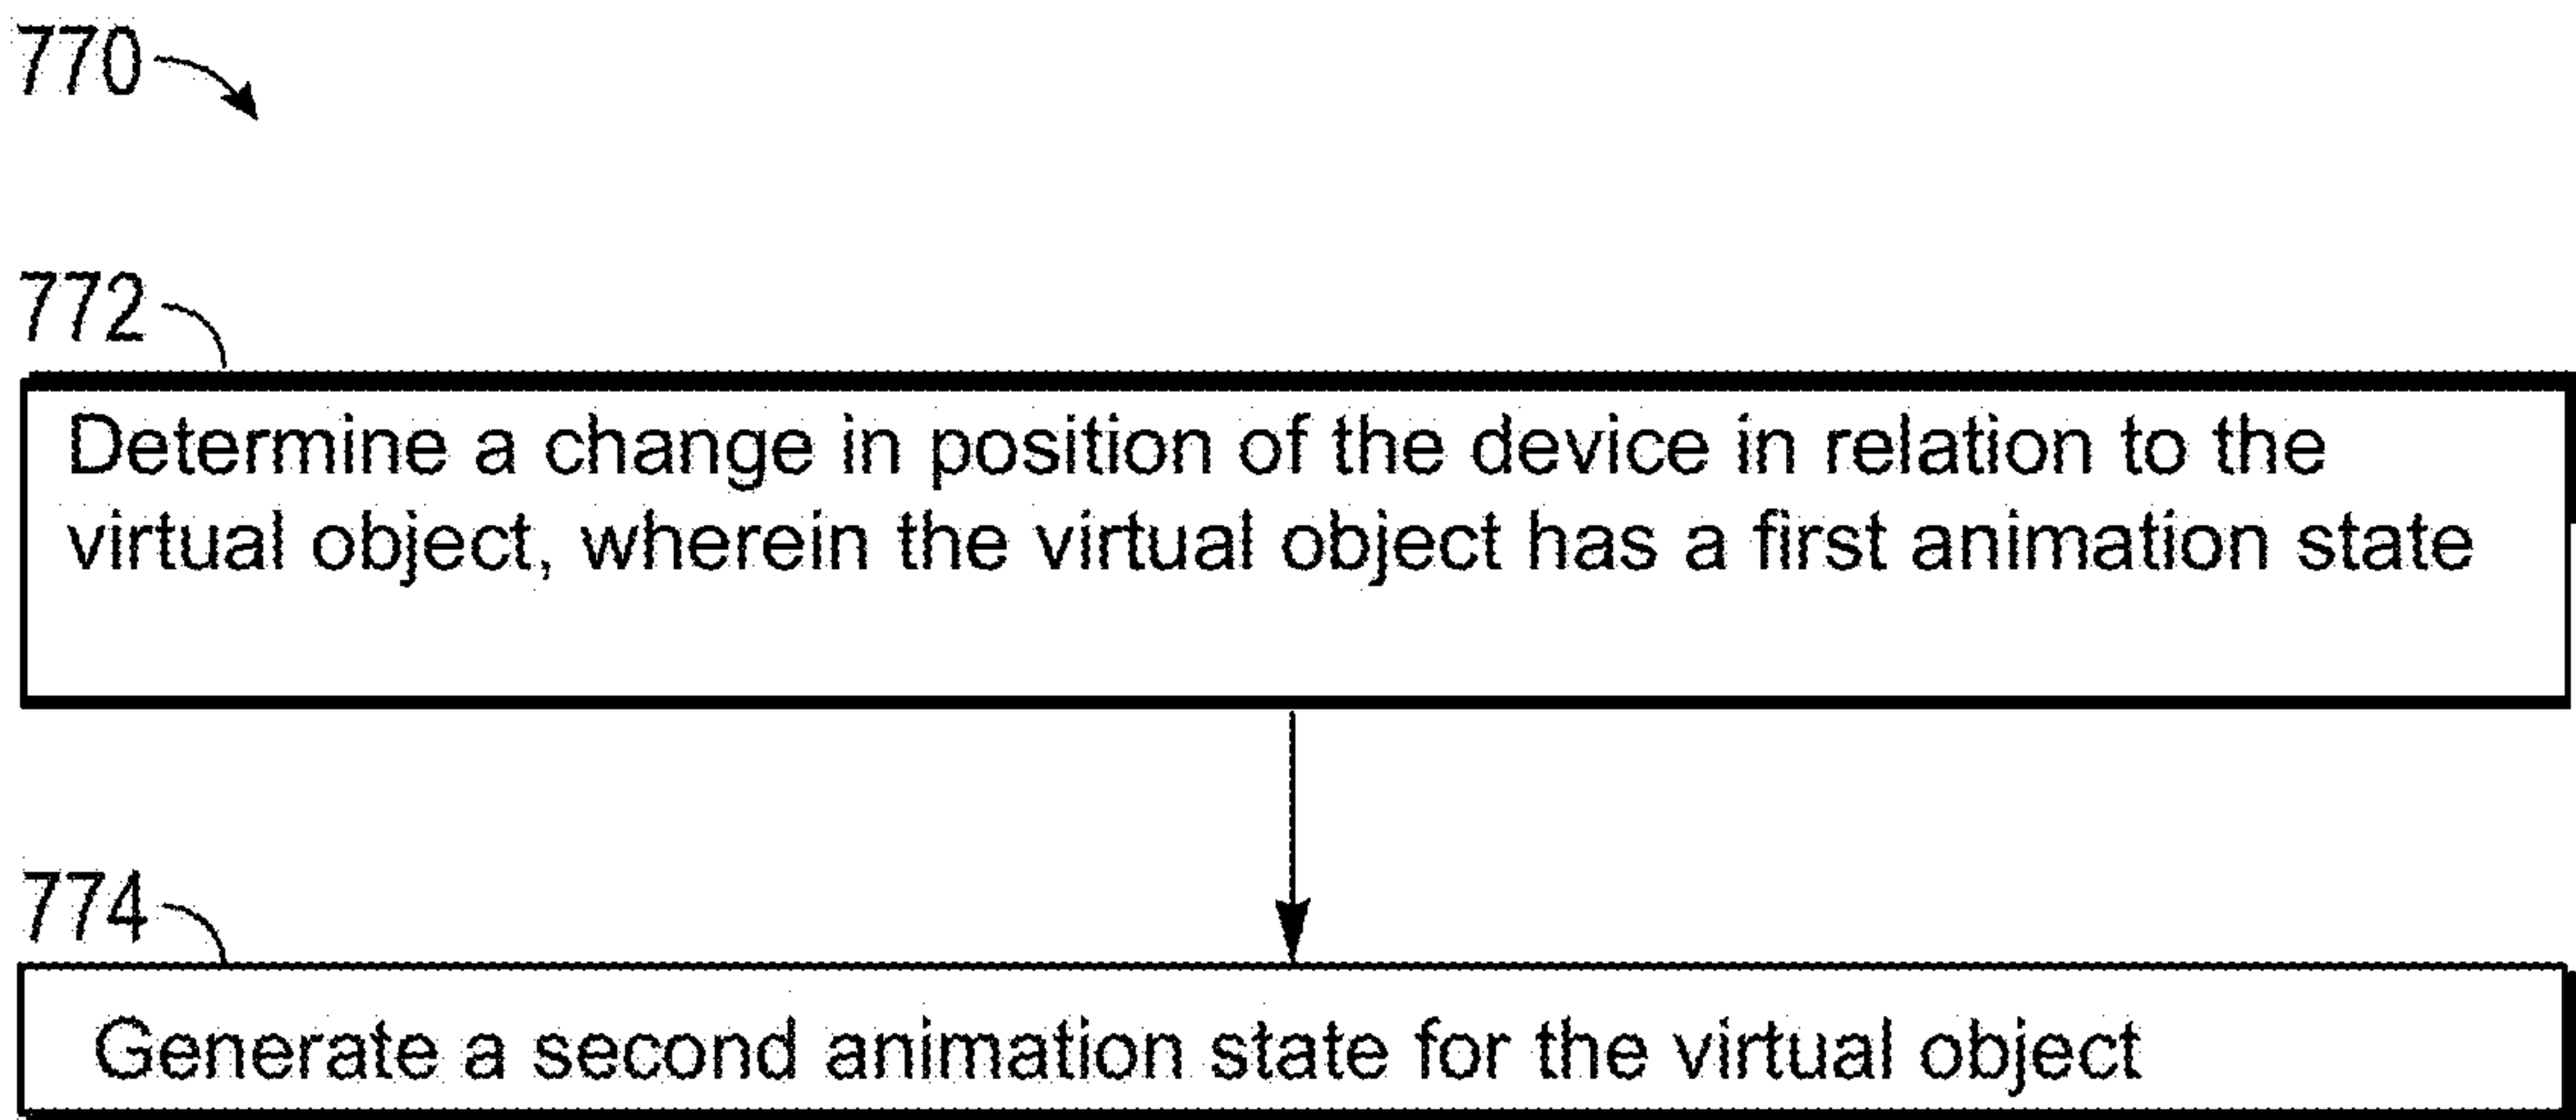 770
772
Determine a change in position of the device in relation to the
virtual object, wherein the virtual object has a first animation state
774
Generate a second animation state for the virtual object